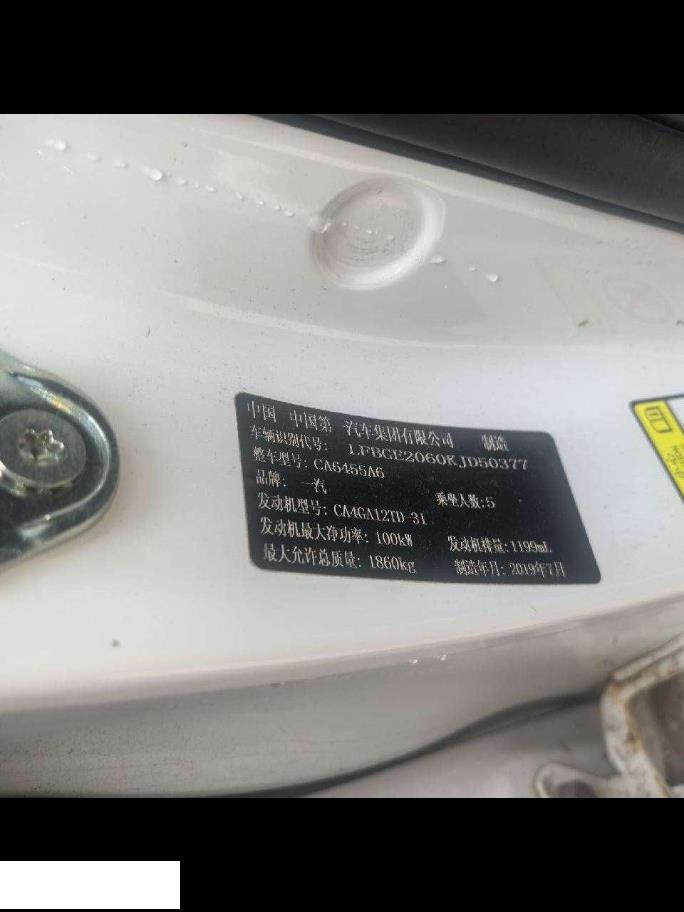 中国 中国第一汽车集团有限公司 制造
车辆识别代号: LFBGE2060KJD50377
整车型号: CA6455A6
品牌: 一汽 乘坐人数:5
发动机型号: CA4GA12TD-31
发动机最大净功率: 100kW 发动机排量: 1199mL
最大允许总质量: 1860kg 制造年月: 2019年7月